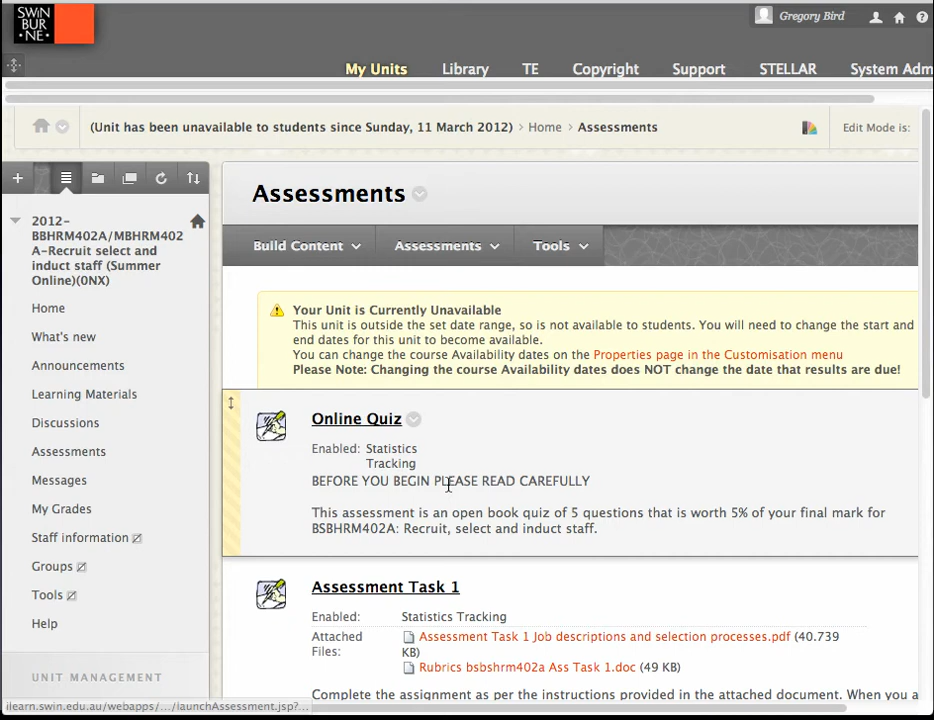 SWIN
BUR
•NE•
Gregory Bird
My Units Library TE Copyright Support STELLAR System Adm
(Unit has been unavailable to students since Sunday, 11 March 2012) > Home > Assessments
Edit Mode is:
2012-
BBHRM402A/MBHRM402
A-Recruit select and
induct staff (Summer
Online)(0NX)
Home
What's new
Announcements
Learning Materials
Discussions
Assessments
Messages
My Grades
Staff information
Groups
Tools
Help
UNIT MANAGEMENT
Assessments
Build Content Assessments Tools
Your Unit is Currently Unavailable
This unit is outside the set date range, so is not available to students. You will need to change the start and
end dates for this unit to become available.
You can change the course Availability dates on the Properties page in the Customisation menu
Please Note: Changing the course Availability dates does NOT change the date that results are due!
Online Quiz
Enabled: Statistics
Tracking
BEFORE YOU BEGIN PLEASE READ CAREFULLY
This assessment is an open book quiz of 5 questions that is worth 5% of your final mark for
BSBHRM402A: Recruit, select and induct staff.
Assessment Task 1
Enabled: Statistics Tracking
Attached Files:
Assessment Task 1 Job descriptions and selection processes.pdf (40.739
KB)
Rubrics bsbshrm402a Ass Task 1.doc (49 KB)
Complete the assignment as per the instructions provided in the attached document. When you a
ilearn.swin.edu.au/webapps/.../launchAssessment.jsp?...